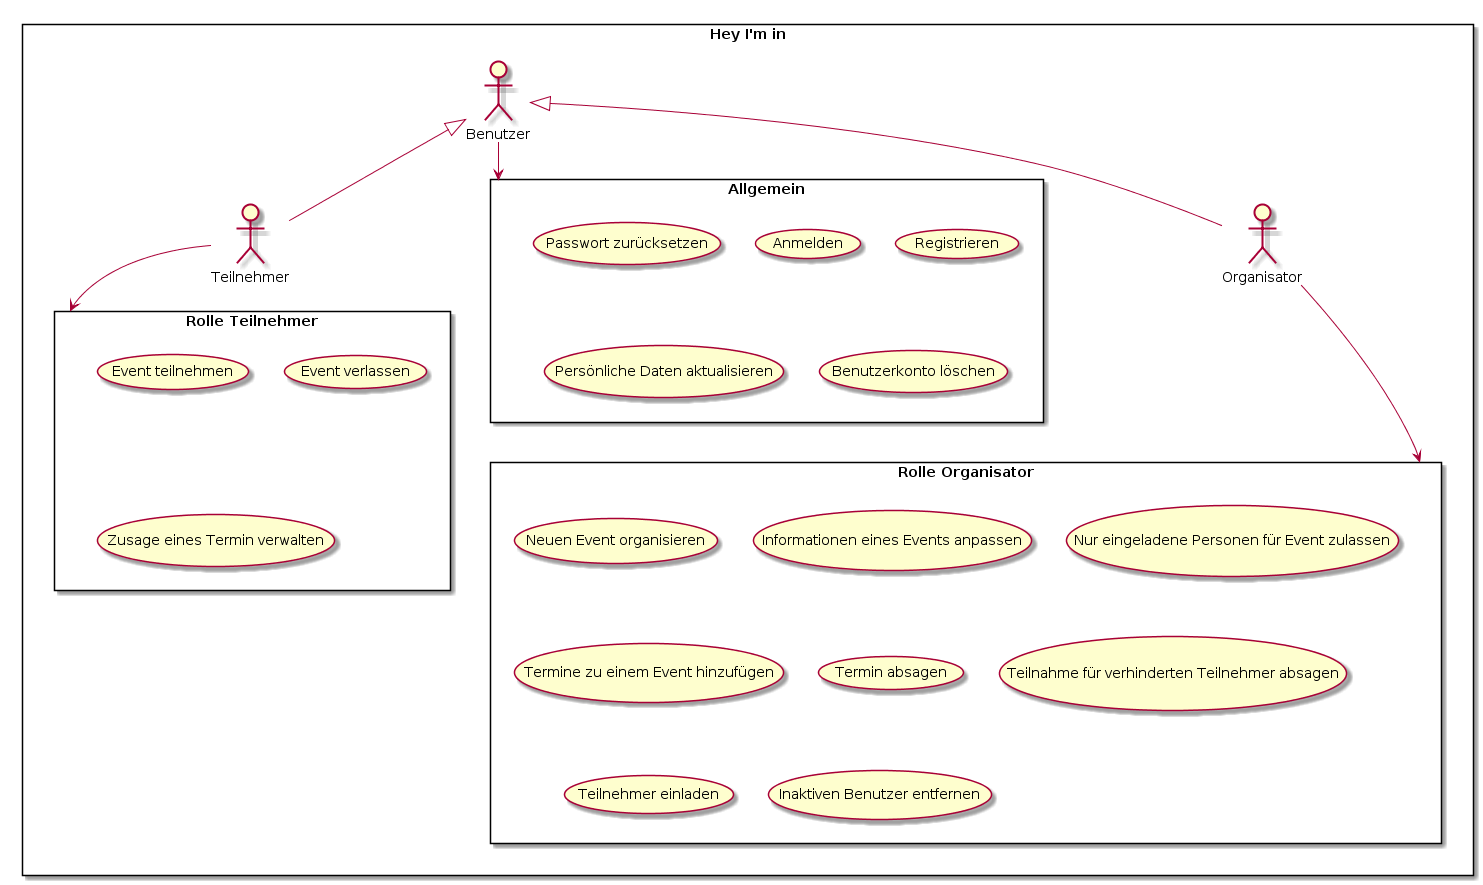 Hey I'm in
Benutzer
Teilnehmer
Organisator
Allgemein
Passwort zurücksetzen
Anmelden
Registrieren
Persönliche Daten aktualisieren
Benutzerkonto löschen
Rolle Teilnehmer
Event teilnehmen
Event verlassen
Zusage eines Termin verwalten
Rolle Organisator
Neuen Event organisieren
Informationen eines Events anpassen
Nur eingeladene Personen für Event zulassen
Termine zu einem Event hinzufügen
Termin absagen
Teilnahme für verhinderten Teilnehmer absagen
Teilnehmer einladen
Inaktiven Benutzer entfernen